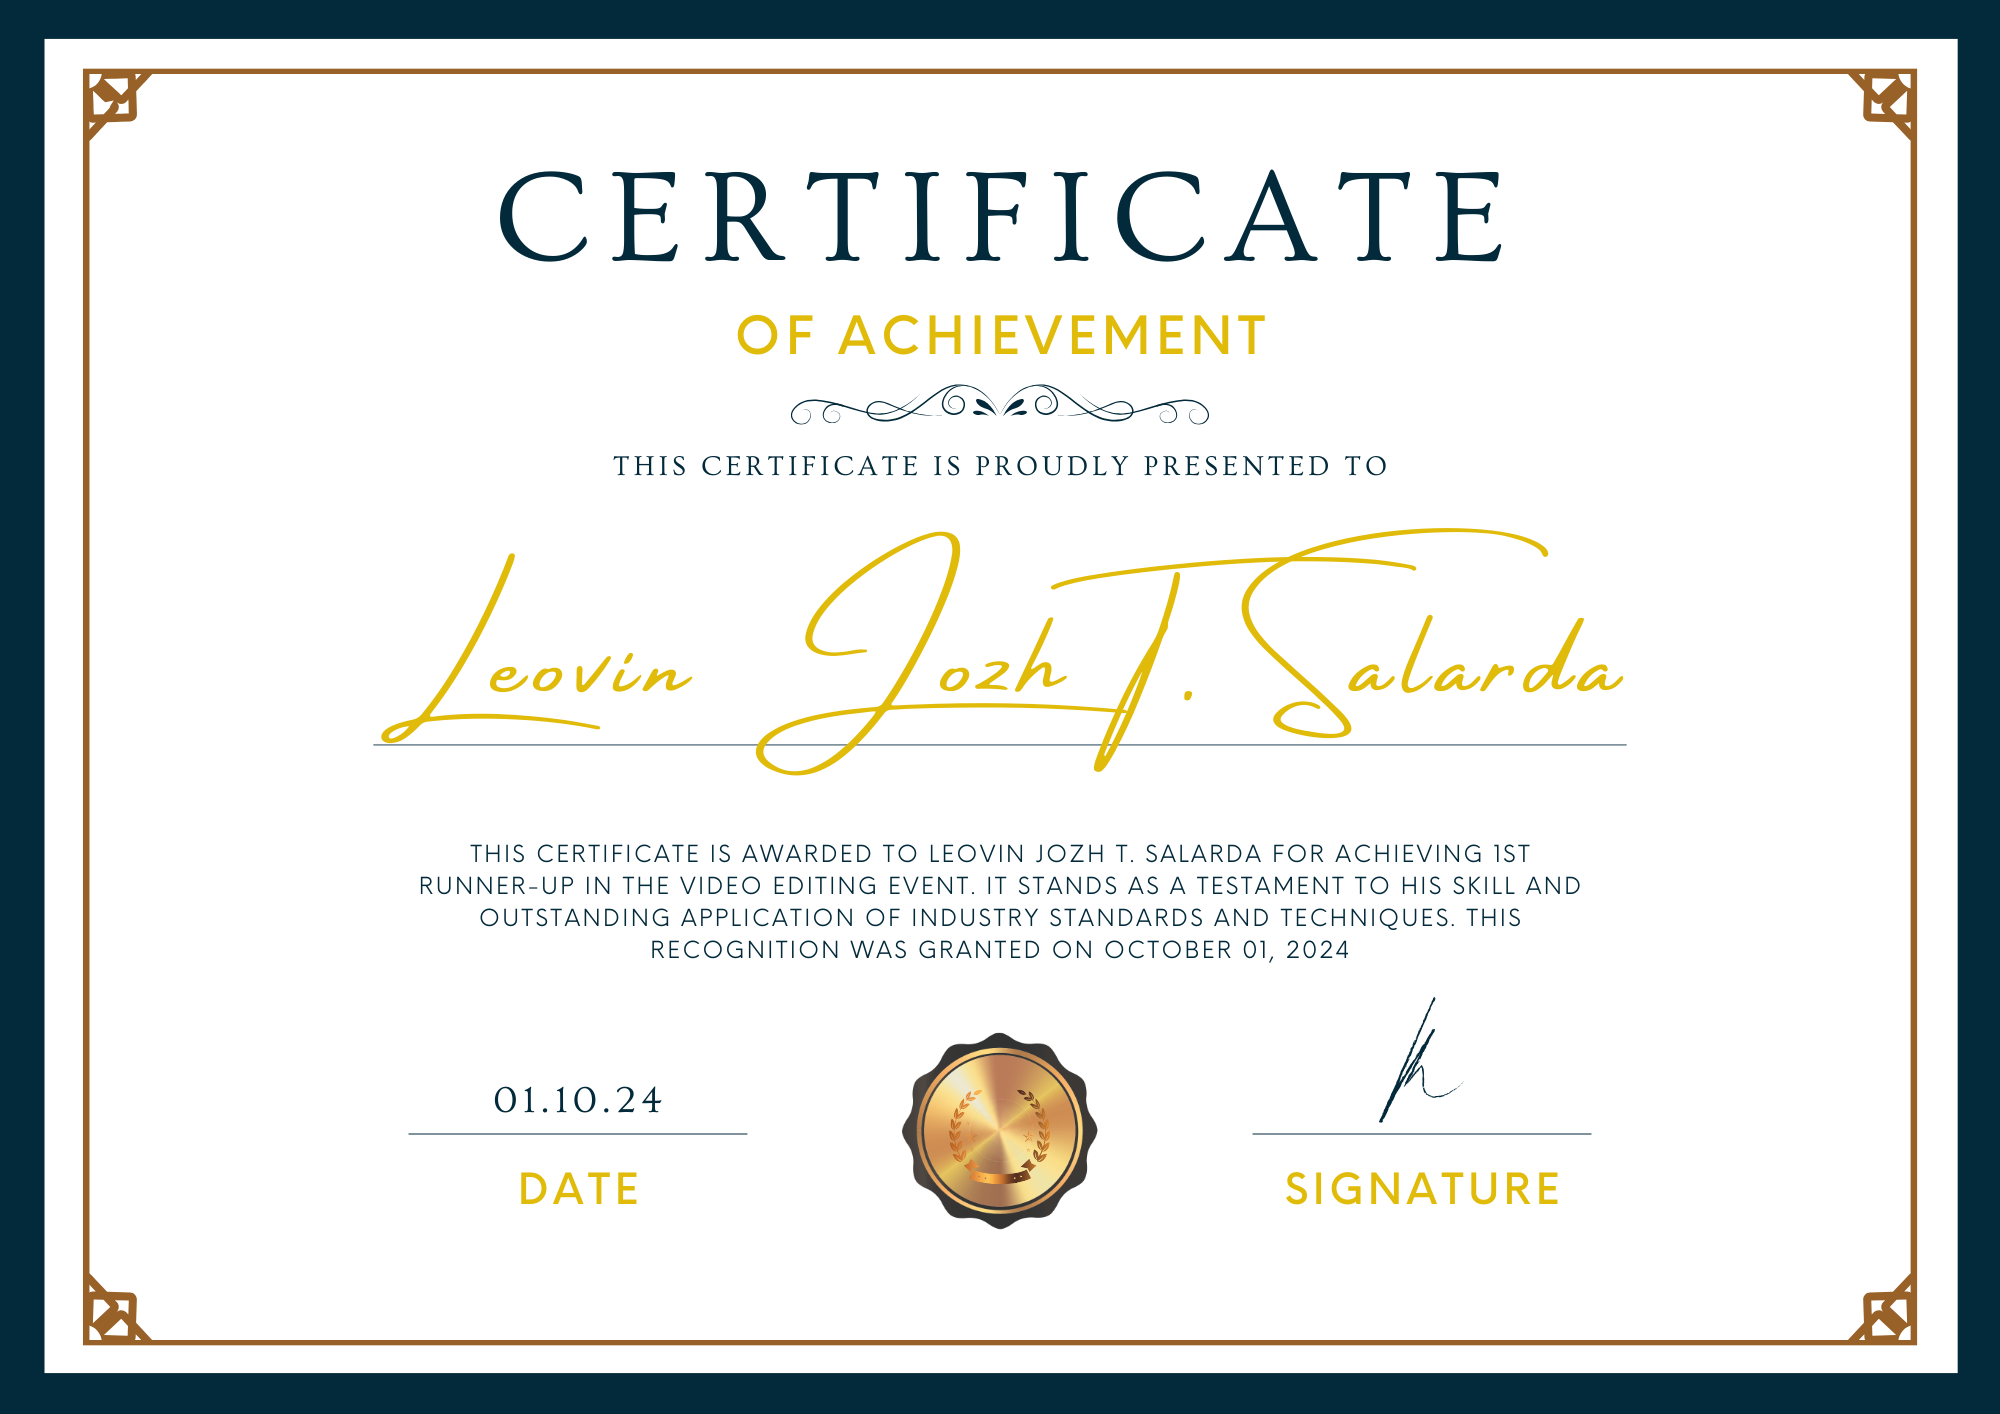 CERTIFICATE
OF ACHIEVEMENT
THIS CERTIFICATE IS PROUDLY PRESENTED TO
Leovin Jozh T. Salarda
THIS CERTIFICATE IS AWARDED TO LEOVIN JOZH T. SALARDA FOR ACHIEVING 1ST
RUNNER-UP IN THE VIDEO EDITING EVENT. IT STANDS AS A TESTAMENT TO HIS SKILL AND
OUTSTANDING APPLICATION OF INDUSTRY STANDARDS AND TECHNIQUES. THIS
RECOGNITION WAS GRANTED ON OCTOBER 01, 2024
01.10.24
DATE
SIGNATURE